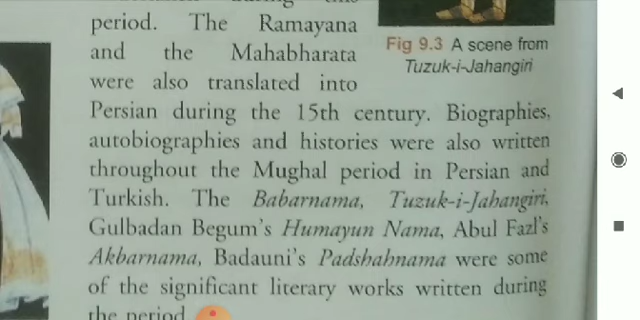 period. The Ramayana
and the Mahabharata
were also translated into
Fig 9.3 A scene from
Tuzuk-i-Jahangiri
Persian during the 15th century. Biographies,
autobiographies and histories were also written
throughout the Mughal period in Persian and
Turkish. The Babarnama, Tuzuk-i-Jahangiri,
Gulbadan Begum's Humayun Nama, Abul Fazl's
Akbarnama, Badauni's Padshahnama were some
of the significant literary works written during
the period